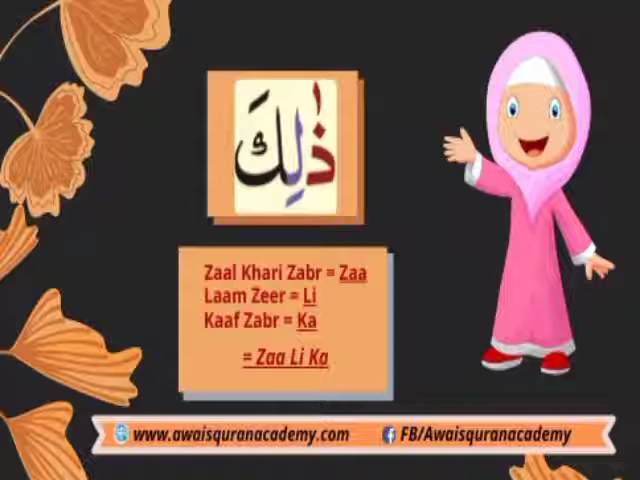 ذٰلِكَ
Zaal Khari Zabr = Zaa
Laam Zeer = Li
Kaaf Zabr = Ka
= Zaa Li Ka
www.awaisquranacademy.com
FB/Awaisquranacademy